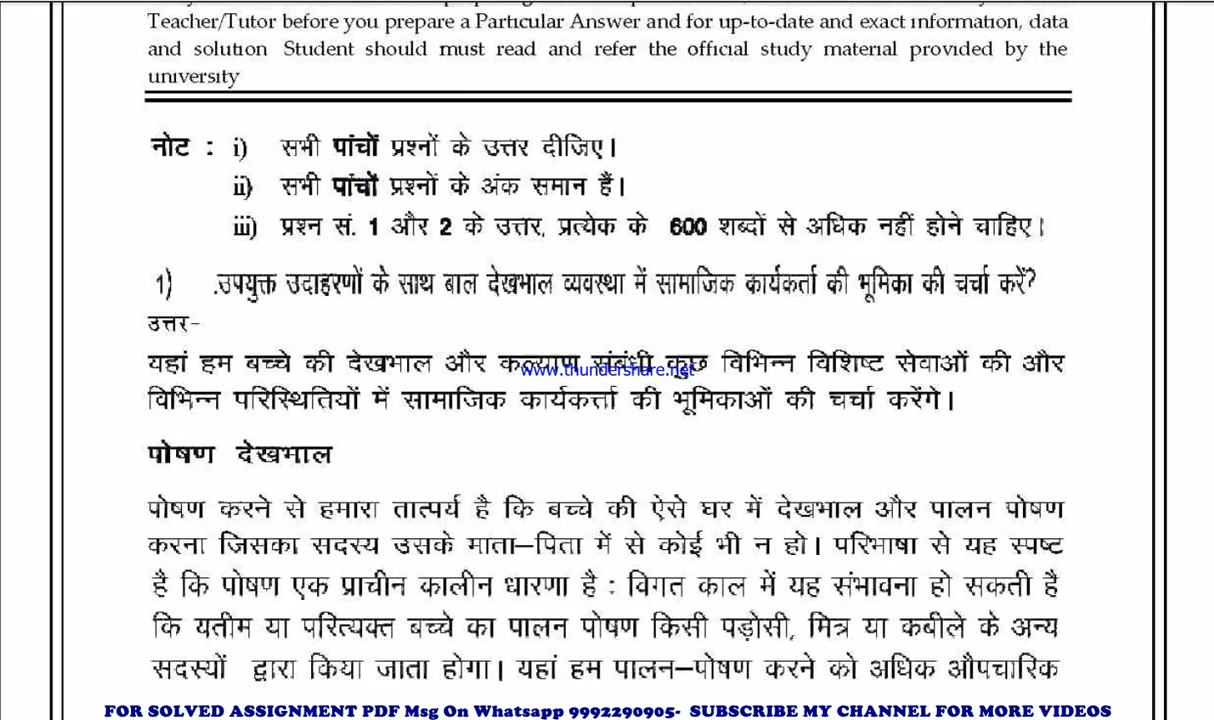 Teacher/Tutor before you prepare a Particular Answer and for up-to-date and exact information, data
and solution Student should must read and refer the official study material provided by the
university
नोट : i) सभी पांचों प्रश्नों के उत्तर दीजिए।
ii) सभी पांचों प्रश्नों के अंक समान हैं।
iii) प्रश्न सं. 1 और 2 के उत्तर, प्रत्येक के 600 शब्दों से अधिक नहीं होने चाहिए।
1) .उपयुक्त उदाहरणों के साथ बाल देखभाल व्यवस्था में सामाजिक कार्यकर्ता की भूमिका की चर्चा करें?
उत्तर-
यहां हम बच्चे की देखभाल और कल्याण संबंधी कुछ विभिन्न विशिष्ट सेवाओं की और
www.thundershare.net
विभिन्न परिस्थितियों में सामाजिक कार्यकर्त्ता की भूमिकाओं की चर्चा करेंगे।
पोषण देखभाल
पोषण करने से हमारा तात्पर्य है कि बच्चे की ऐसे घर में देखभाल और पालन पोषण
करना जिसका सदस्य उसके माता–पिता में से कोई भी न हो। परिभाषा से यह स्पष्ट
है कि पोषण एक प्राचीन कालीन धारणा है : विगत काल में यह संभावना हो सकती है
कि यतीम या परित्यक्त बच्चे का पालन पोषण किसी पड़ोसी, मित्र या कबीले के अन्य
सदस्यों द्वारा किया जाता होगा। यहां हम पालन–पोषण करने को अधिक औपचारिक
FOR SOLVED ASSIGNMENT PDF Msg On Whatsapp 9992290905- SUBSCRIBE MY CHANNEL FOR MORE VIDEOS